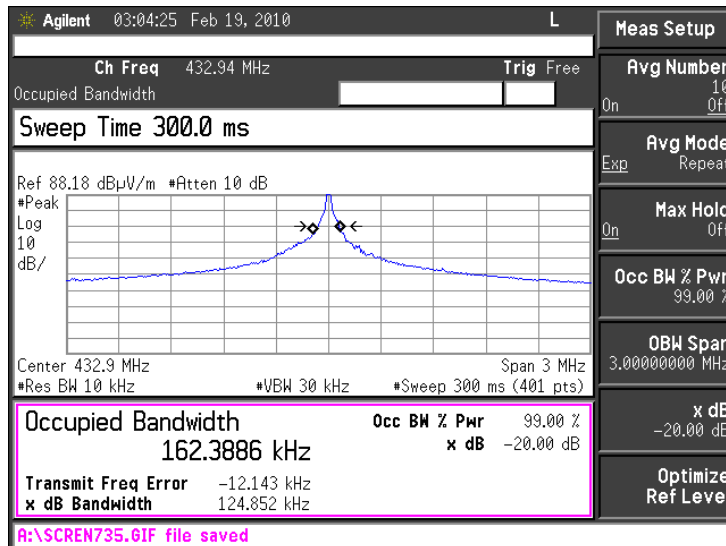 Agilent 03:04:25 Feb 19, 2010 L
Ch Freq 432.94 MHz Trig Free
Occupied Bandwidth
Sweep Time 300.0 ms
Ref 88.18 dBµV/m #Atten 10 dB
#Peak
Log
10
dB/
Center 432.9 MHz Span 3 MHz
#Res BW 10 kHz #VBW 30 kHz #Sweep 300 ms (401 pts)
Occupied Bandwidth Occ BW % Pwr 99.00 %
162.3886 kHz x dB -20.00 dB
Transmit Freq Error -12.143 kHz
x dB Bandwidth 124.852 kHz
A:\SCREN735.GIF file saved
Meas Setup
Avg Number
10
On Off
Avg Mode
Exp Repeat
Max Hold
On Off
Occ BW % Pwr
99.00 %
OBW Span
3.00000000 MHz
x dB
-20.00 dB
Optimize
Ref Level